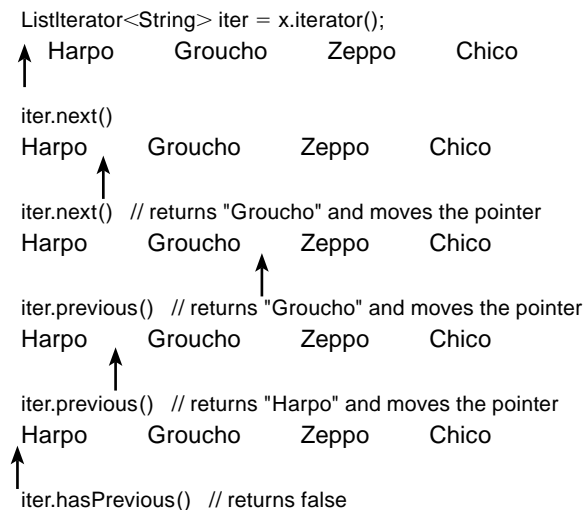 ListIterator<String> iter = x.iterator();
Harpo Groucho Zeppo Chico
iter.next()
Harpo Groucho Zeppo Chico
iter.next() // returns "Groucho" and moves the pointer
Harpo Groucho Zeppo Chico
iter.previous() // returns "Groucho" and moves the pointer
Harpo Groucho Zeppo Chico
iter.previous() // returns "Harpo" and moves the pointer
Harpo Groucho Zeppo Chico
iter.hasPrevious() // returns false